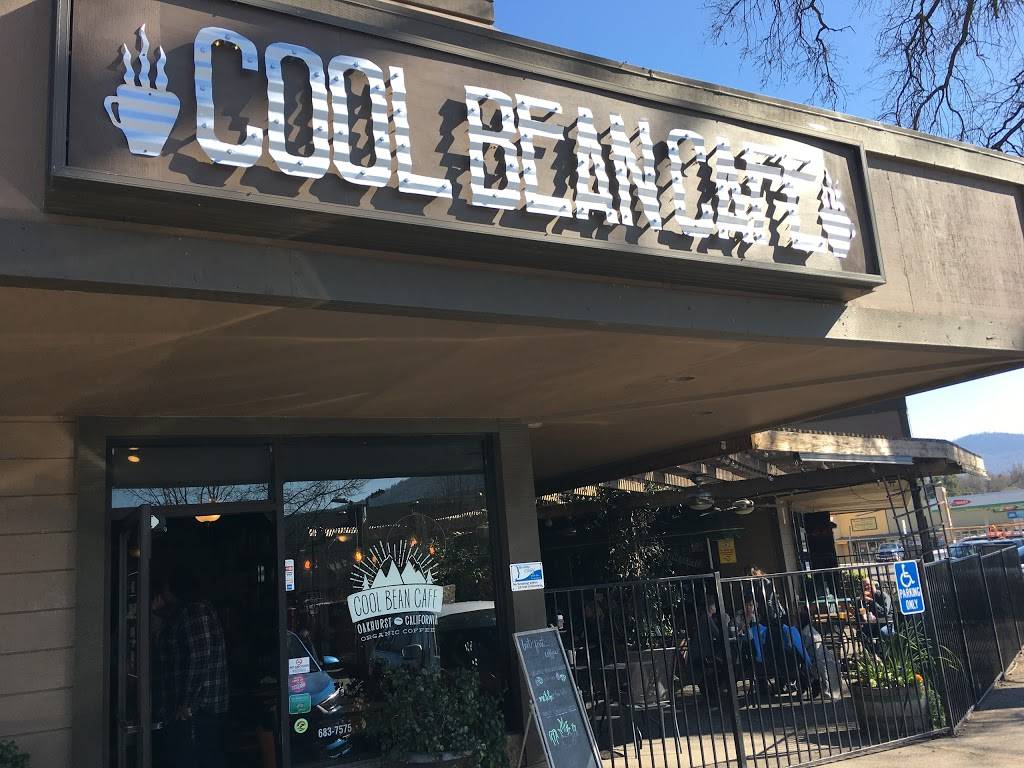 COOL BEAN CAFE
COOL BEAN CAFE
OAKHURST CALIFORNIA
ORGANIC COFFEE
683-7575
PARKING
ONLY